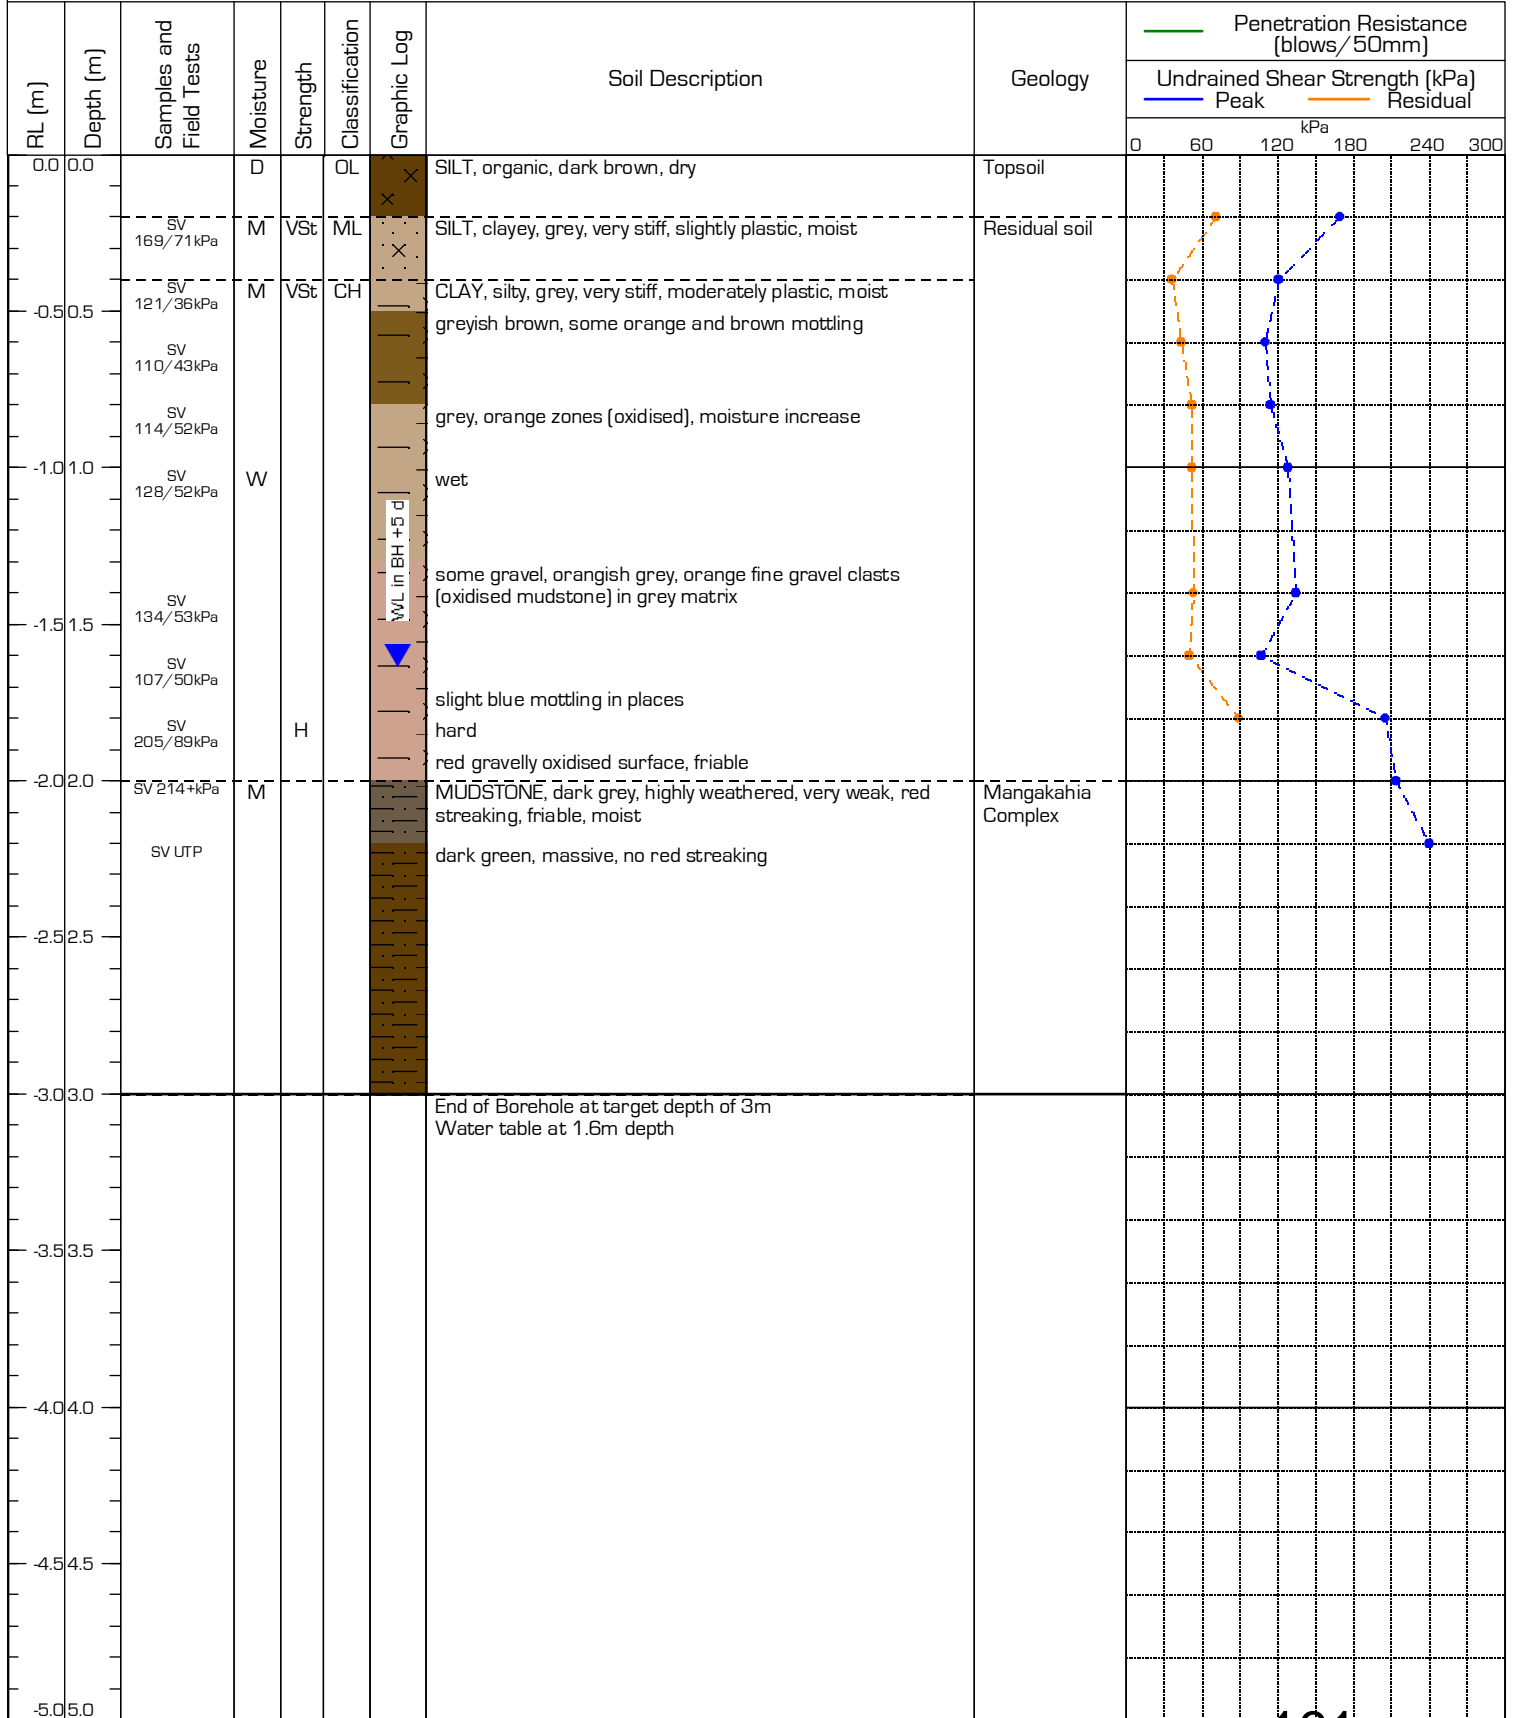 RL (m)
Depth (m)
Samples and
Field Tests
Moisture
Strength
Classification
Graphic Log
Soil Description
Geology
Penetration Resistance
(blows/50mm)
Undrained Shear Strength (kPa)
Peak Residual
kPa
0 60 120 180 240 300
0.0 0.0 D OL SILT, organic, dark brown, dry Topsoil
SV
169/71kPa
M VSt ML SILT, clayey, grey, very stiff, slightly plastic, moist Residual soil
SV
121/36kPa
M VSt CH CLAY, silty, grey, very stiff, moderately plastic, moist
-0.5 0.5
greyish brown, some orange and brown mottling
SV
110/43kPa
SV
114/52kPa
grey, orange zones (oxidised), moisture increase
-1.0 1.0
SV
128/52kPa
W wet
WL in BH +5 d
some gravel, orangish grey, orange fine gravel clasts
(oxidised mudstone) in grey matrix
SV
134/53kPa
-1.5 1.5
SV
107/50kPa
slight blue mottling in places
SV
205/89kPa
H hard
red gravelly oxidised surface, friable
-2.0 2.0
SV 214+kPa M MUDSTONE, dark grey, highly weathered, very weak, red
streaking, friable, moist
Mangakahia
Complex
SV UTP
dark green, massive, no red streaking
-2.5 2.5
-3.0 3.0
End of Borehole at target depth of 3m
Water table at 1.6m depth
-3.5 3.5
-4.0 4.0
-4.5 4.5
-5.0 5.0